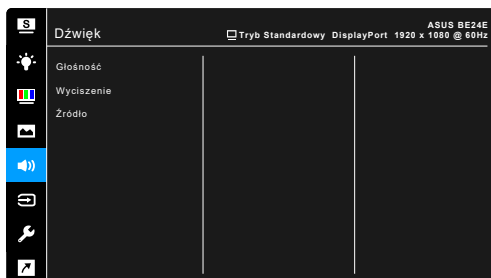 S
Dźwięk
ASUS BE24E
Tryb Standardowy DisplayPort 1920 x 1080 @ 60Hz
Głośność
Wyciszenie
Źródło